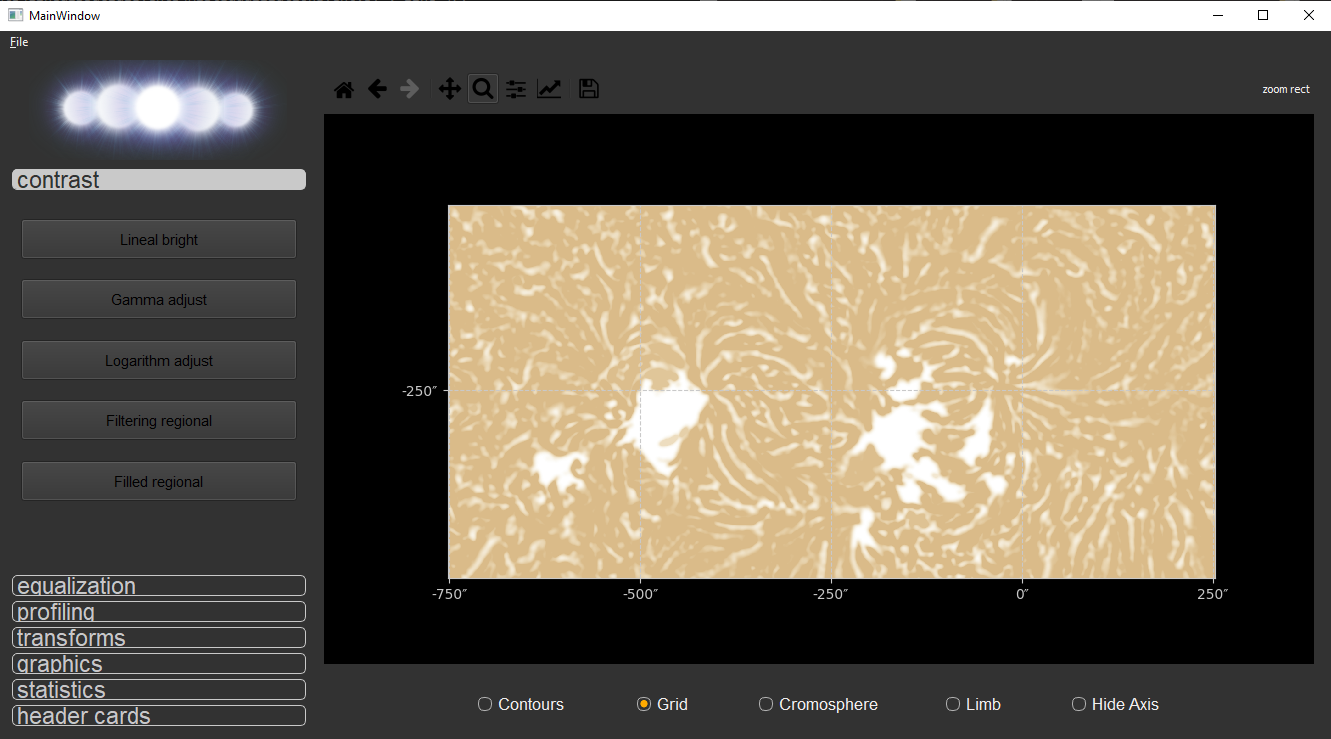 MainWindow
File
zoom rect
contrast
Lineal bright
Gamma adjust
Logarithm adjust
Filtering regional
Filled regional
equalization
profiling
transforms
graphics
statistics
header cards
-250″
-750″ -500″ -250″ 0″ 250″
Contours Grid Cromosphere Limb Hide Axis